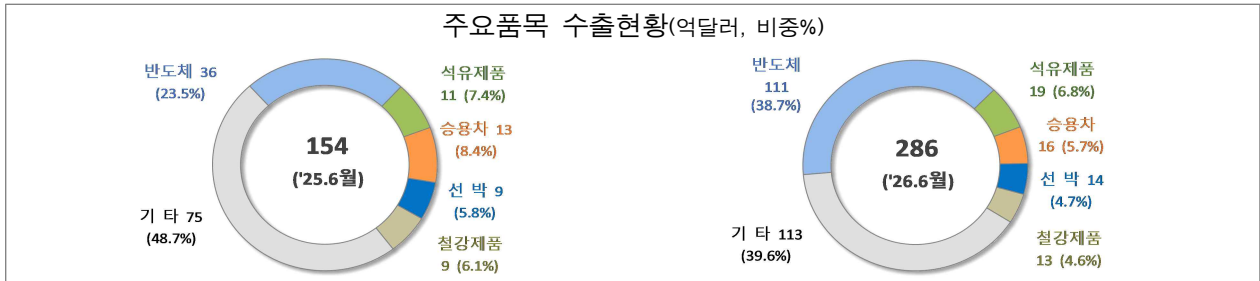 주요품목 수출현황(억달러, 비중%)
반도체 36
(23.5%)
석유제품
11 (7.4%)
승용차 13
(8.4%)
선 박 9
(5.8%)
철강제품
9 (6.1%)
기 타 75
(48.7%)
154
('25.6월)
반도체
111
(38.7%)
석유제품
19 (6.8%)
승용차
16 (5.7%)
선 박 14
(4.7%)
철강제품
13 (4.6%)
기 타 113
(39.6%)
286
('26.6월)